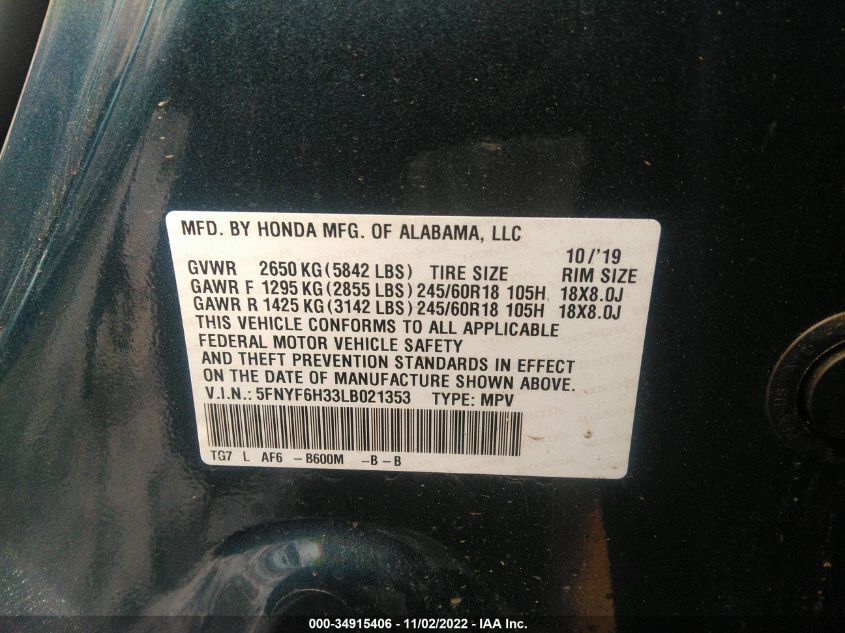 MFD. BY HONDA MFG. OF ALABAMA, LLC
10/'19
GVWR 2650 KG (5842 LBS) TIRE SIZE RIM SIZE
GAWR F 1295 KG (2855 LBS) 245/60R18 105H 18X8.0J
GAWR R 1425 KG (3142 LBS) 245/60R18 105H 18X8.0J
THIS VEHICLE CONFORMS TO ALL APPLICABLE
FEDERAL MOTOR VEHICLE SAFETY
AND THEFT PREVENTION STANDARDS IN EFFECT
ON THE DATE OF MANUFACTURE SHOWN ABOVE.
V.I.N.: 5FNYF6H33LB021353 TYPE: MPV
TG7 L AF6 -B600M -B-B
000-34915406 - 11/02/2022 - IAA Inc.